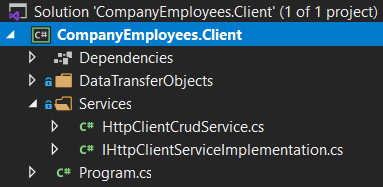 Solution 'CompanyEmployees.Client' (1 of 1 project)
C# CompanyEmployees.Client
Dependencies
DataTransferObjects
Services
C# HttpClientCrudService.cs
C# IHttpClientServiceImplementation.cs
C# Program.cs